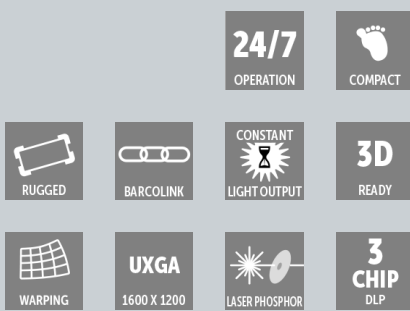 24/7
OPERATION
COMPACT
RUGGED
BARCOLINK
CONSTANT
LIGHT OUTPUT
3D
READY
WARPING
UXGA
1600 X 1200
LASER PHOSPHOR
3
CHIP
DLP